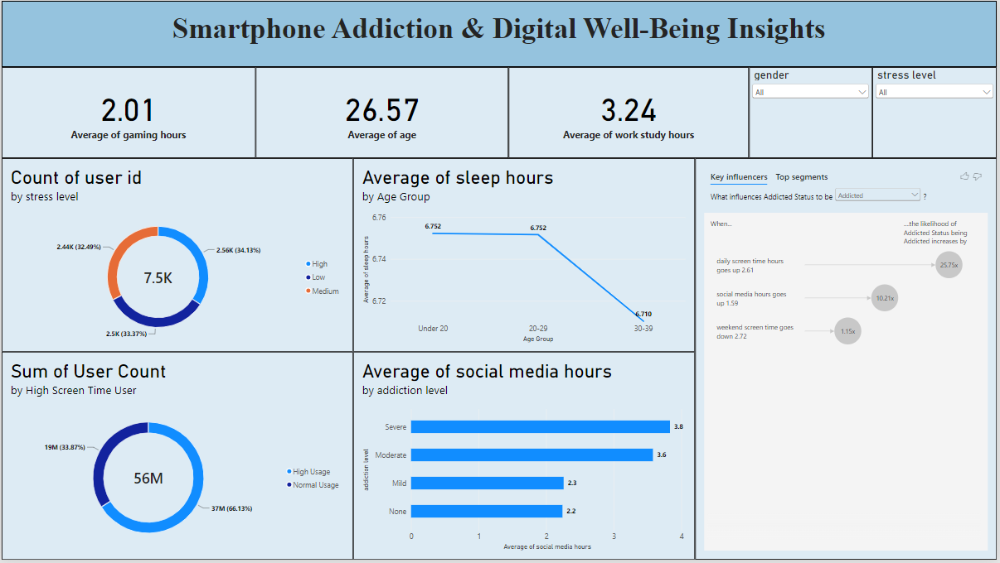 Smartphone Addiction & Digital Well-Being Insights
2.01
Average of gaming hours
26.57
Average of age
3.24
Average of work study hours
gender
All
stress level
All
Count of user id
by stress level
2.44K (32.49%)
2.56K (34.13%)
7.5K
2.5K (33.37%)
High
Low
Medium
Average of sleep hours
by Age Group
Average of sleep hours
6.76
6.74
6.72
6.752
6.752
6.710
Under 20
20-29
30-39
Age Group
Key influencers
Top segments
What influences Addicted Status to be
Addicted
?
When...
...the likelihood of
Addicted Status being
Addicted increases by
daily screen time hours
goes up 2.61
25.75x
social media hours goes
up 1.59
10.21x
weekend screen time goes
down 2.72
1.15x
Sum of User Count
by High Screen Time User
19M (33.87%)
56M
37M (66.13%)
High Usage
Normal Usage
Average of social media hours
by addiction level
addiction level
Severe
3.8
Moderate
3.6
Mild
2.3
None
2.2
0
1
2
3
4
Average of social media hours